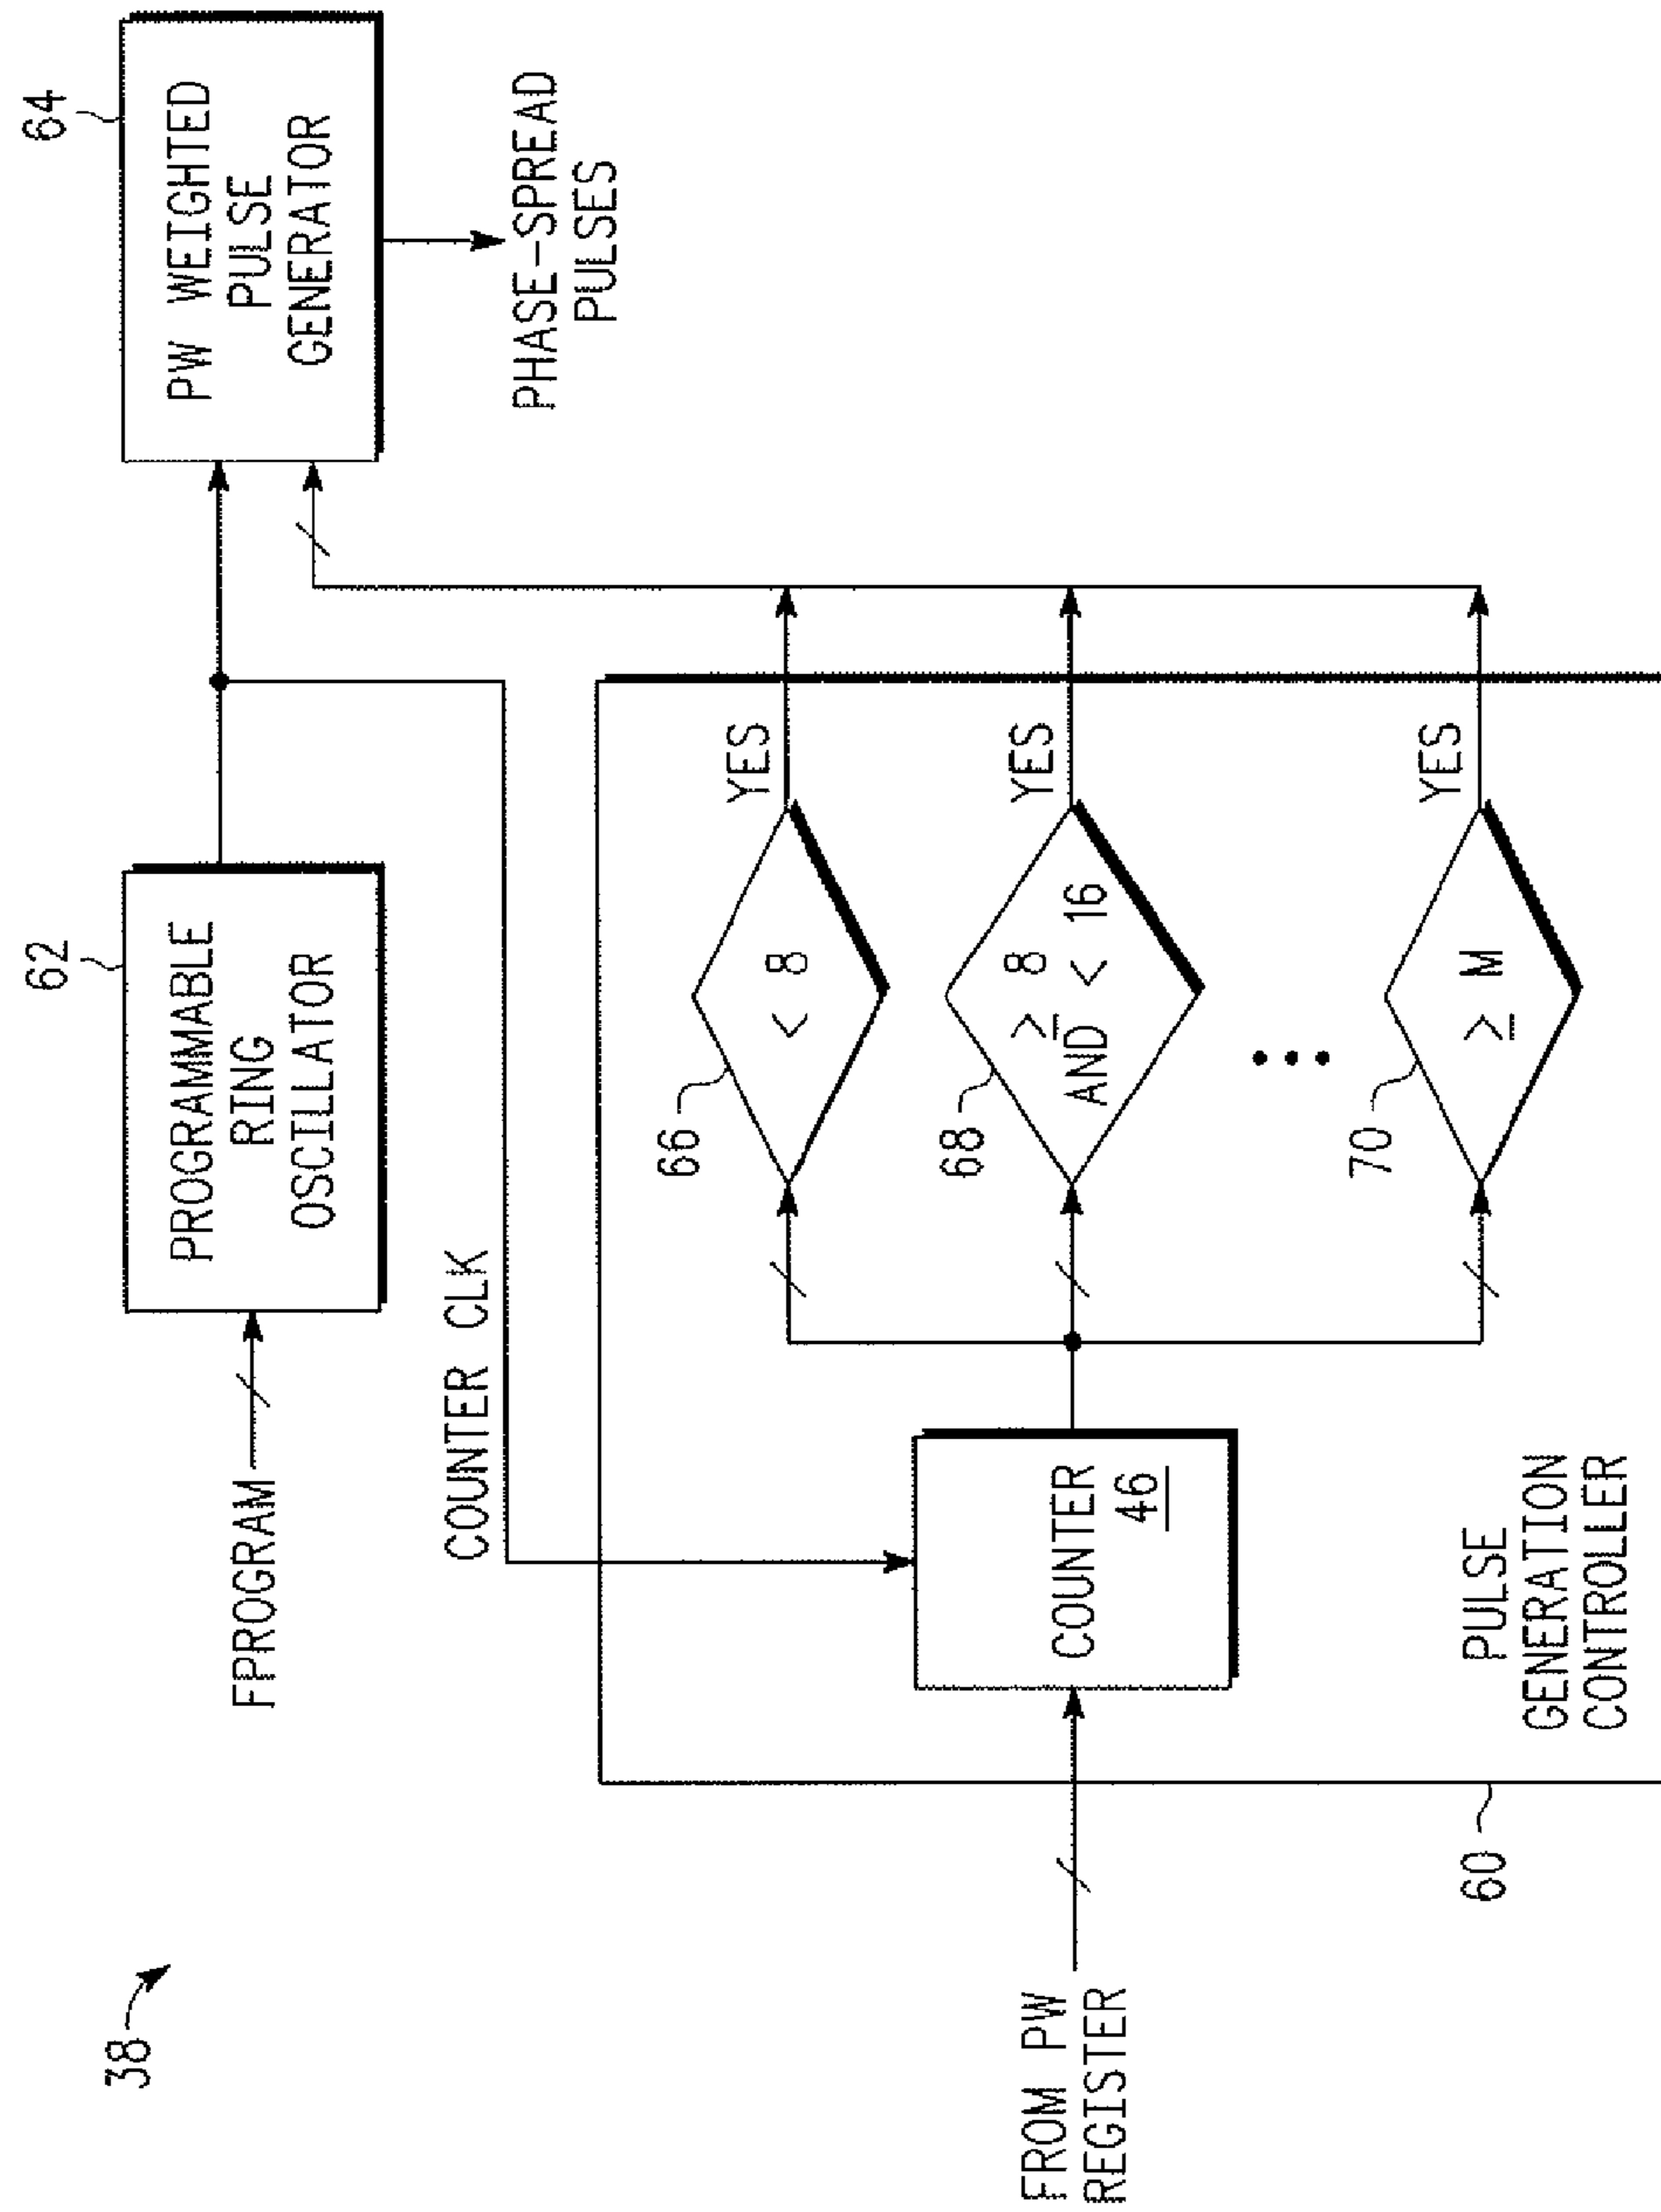 38
FPROGRAM
62
PROGRAMMABLE
RING
OSCILLATOR
64
PW WEIGHTED
PULSE
GENERATOR
PHASE-SPREAD
PULSES
COUNTER CLK
66
< 8
YES
FROM PW
REGISTER
COUNTER
46
68
≥ 8
AND < 16
YES
70
≥ M
YES
60
PULSE
GENERATION
CONTROLLER